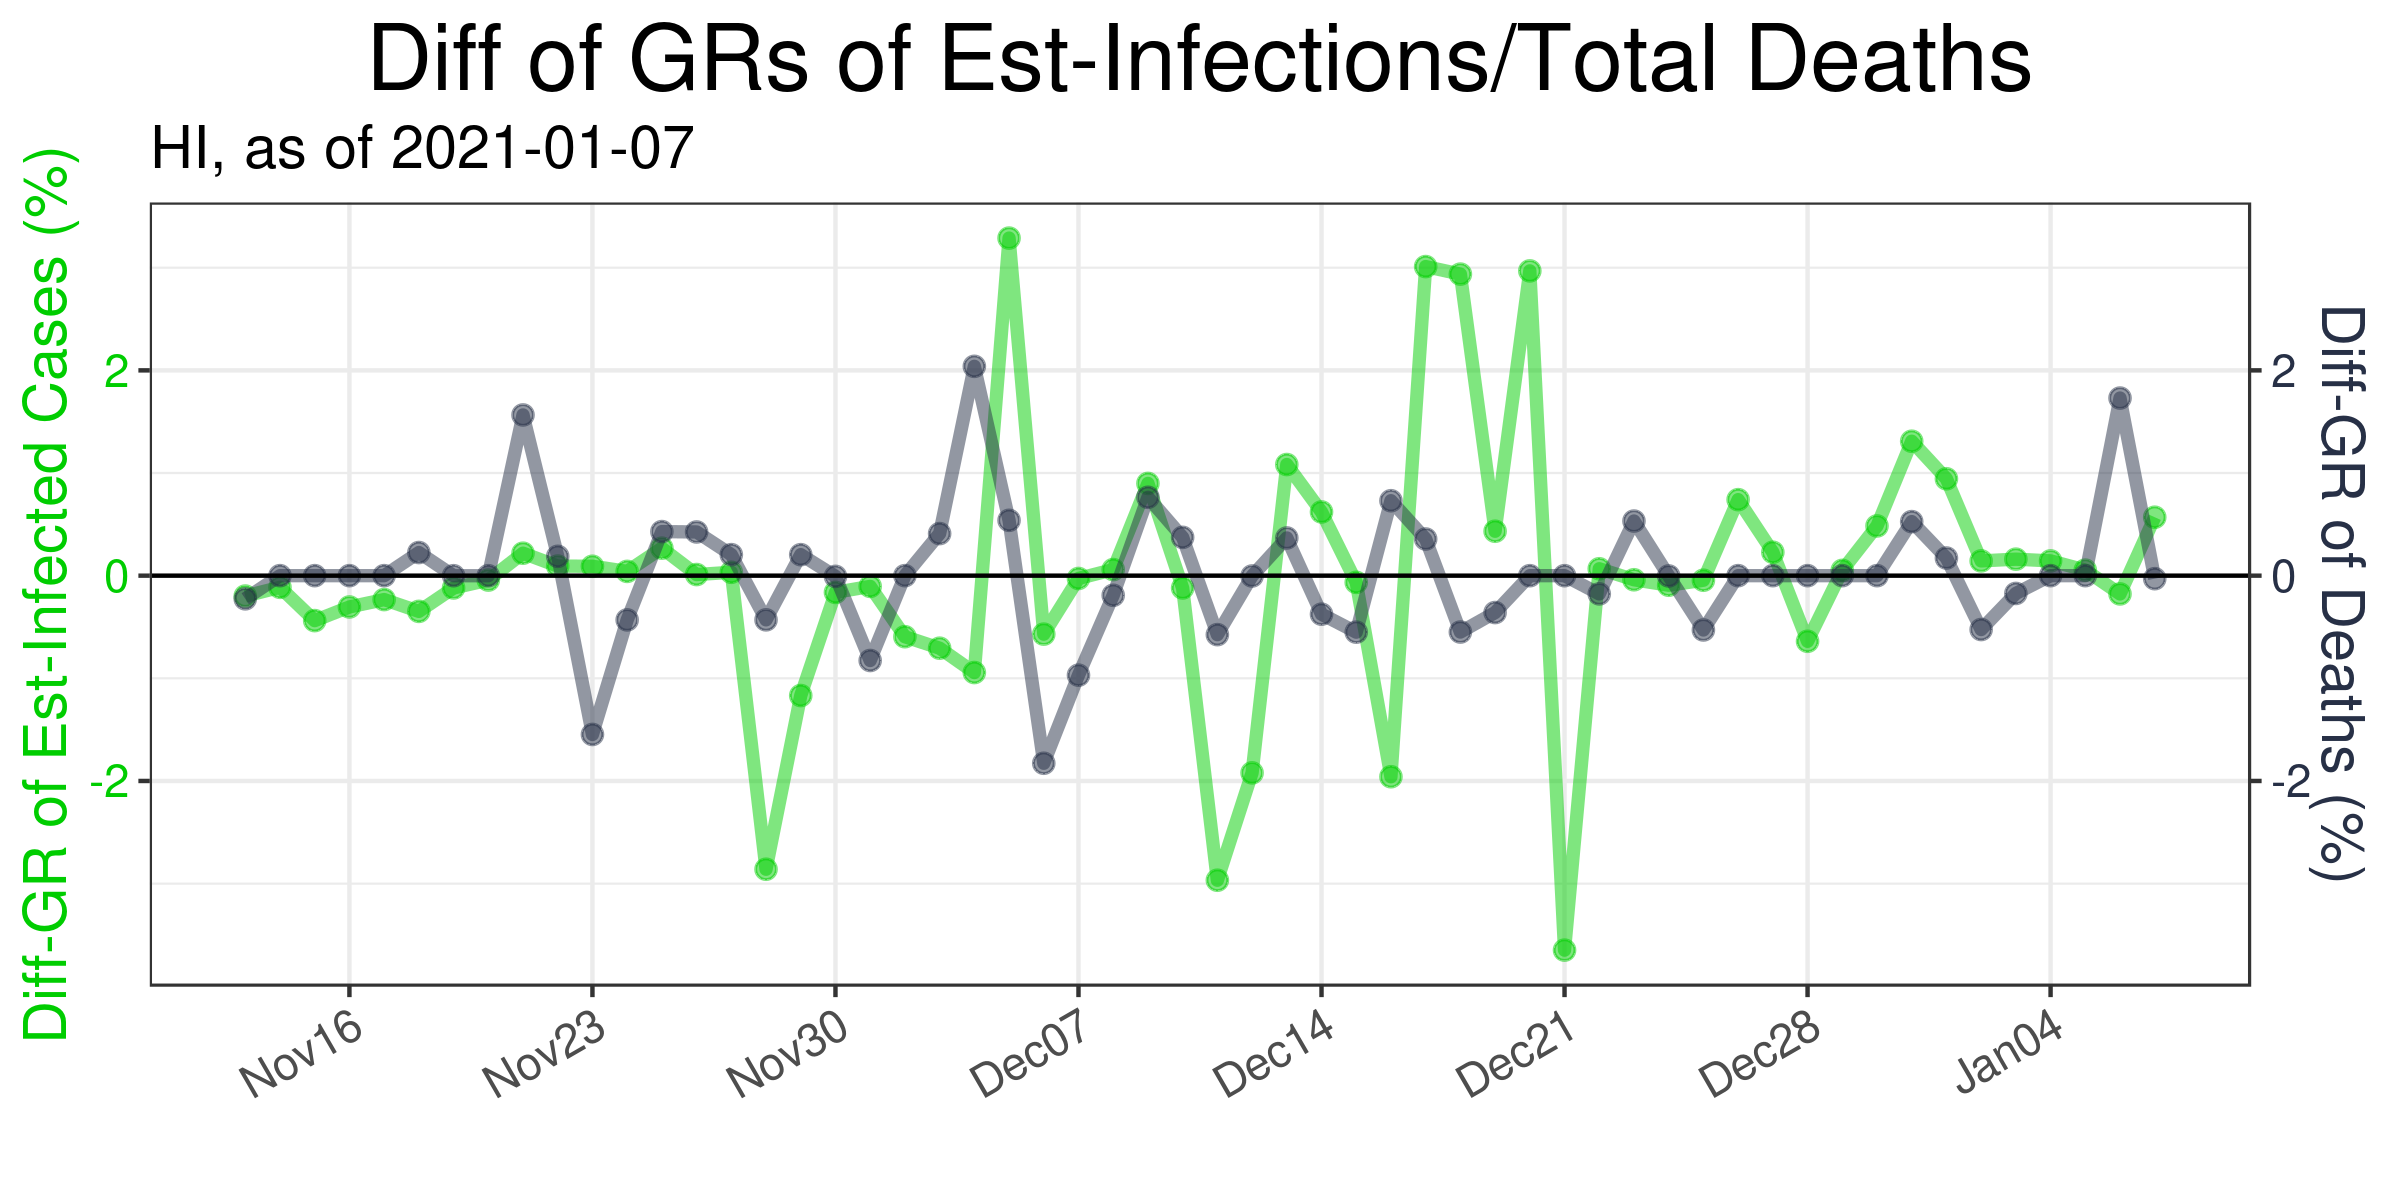 Diff of GRs of Est-Infections/Total Deaths
HI, as of 2021-01-07
Diff-GR of Est-Infected Cases (%)
2
0
-2
2
0
-2
Diff-GR of Deaths (%)
Nov16
Nov23
Nov30
Dec07
Dec14
Dec21
Dec28
Jan04